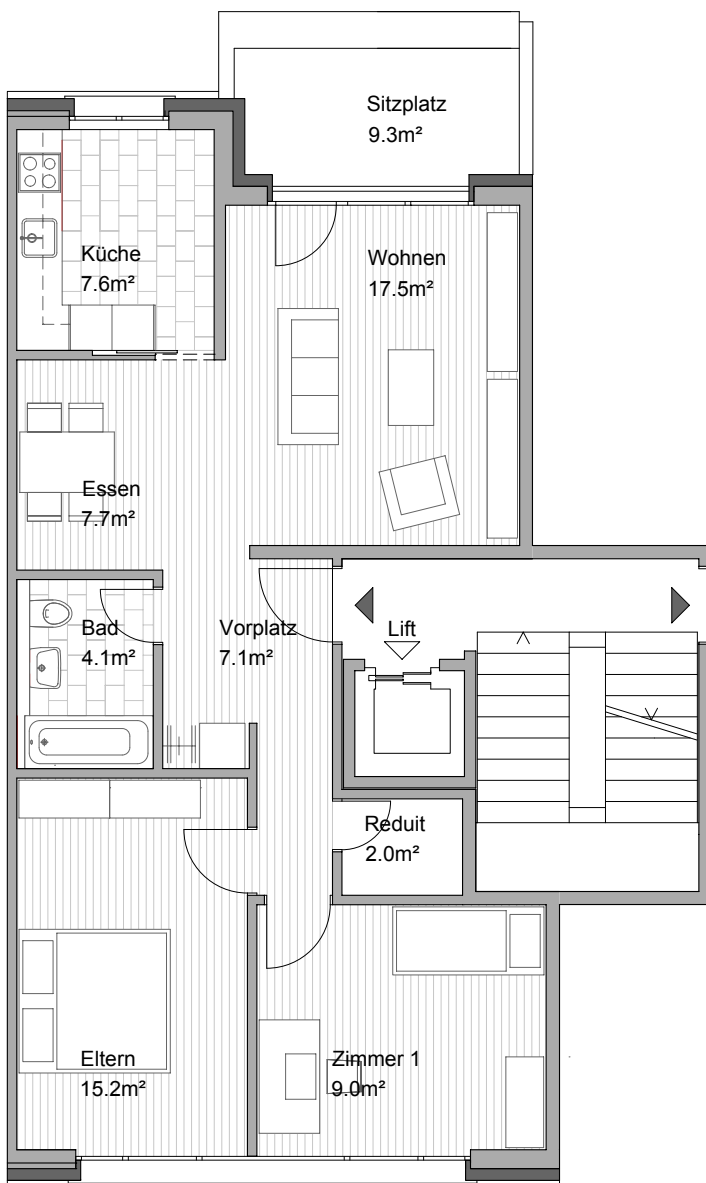 Sitzplatz
9.3m²
Küche
7.6m²
Wohnen
17.5m²
Essen
7.7m²
Bad
4.1m²
Vorplatz
7.1m²
Lift
Reduit
2.0m²
Eltern
15.2m²
Zimmer 1
9.0m²